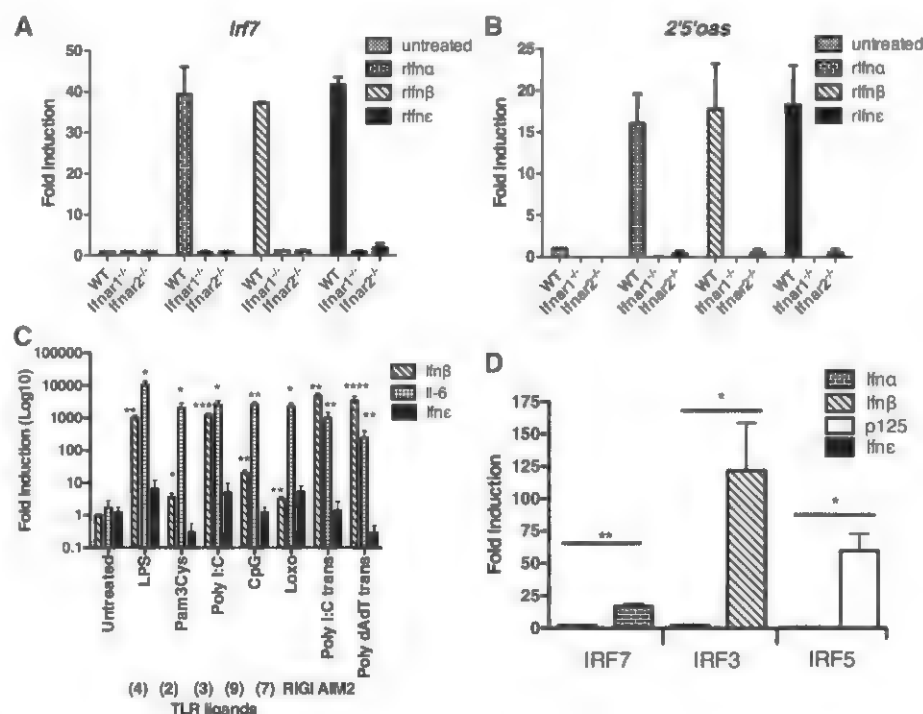 A
Irf7
untreated
rIfnα
rIfnβ
rIfnε
Fold Induction
50
40
30
20
10
0
WT
Ifnar1-/-
Ifnar2-/-
WT
Ifnar1-/-
Ifnar2-/-
WT
Ifnar1-/-
Ifnar2-/-
WT
Ifnar1-/-
Ifnar2-/-
B
2'5'oas
untreated
rIfnα
rIfnβ
rIfnε
Fold Induction
25
20
15
10
5
0
WT
Ifnar1-/-
Ifnar2-/-
WT
Ifnar1-/-
Ifnar2-/-
WT
Ifnar1-/-
Ifnar2-/-
WT
Ifnar1-/-
Ifnar2-/-
C
Ifnβ
Il-6
Ifnε
Fold Induction (Log10)
100000
10000
1000
100
10
1
0.1
** * * * **** * ** ** ** * ** ** **** **
Untreated
LPS
Pam3Cys
Poly I:C
CpG
Loxo
Poly I:C trans
Poly dAdT trans
(4) (2) (3) (9) (7) RIGI AIM2
TLR ligands
D
Ifnα
Ifnβ
p125
Ifnε
Fold Induction
175
150
125
100
75
50
25
0
**
*
*
IRF7 IRF3 IRF5